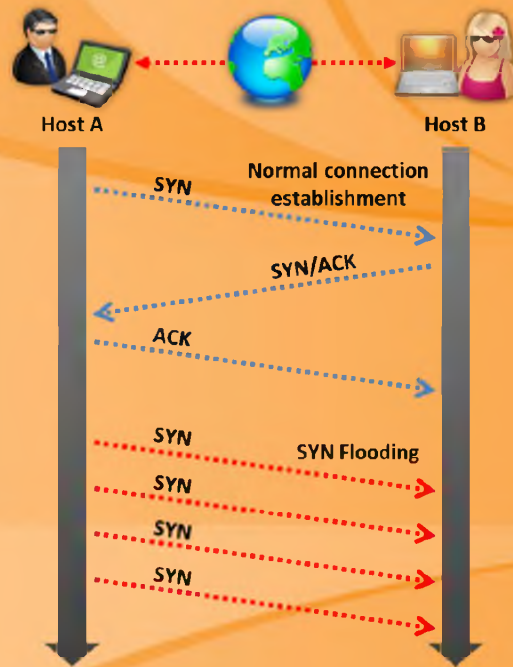 Host A
Host B
Normal connection
establishment
SYN
SYN/ACK
ACK
SYN
SYN Flooding
SYN
SYN
SYN